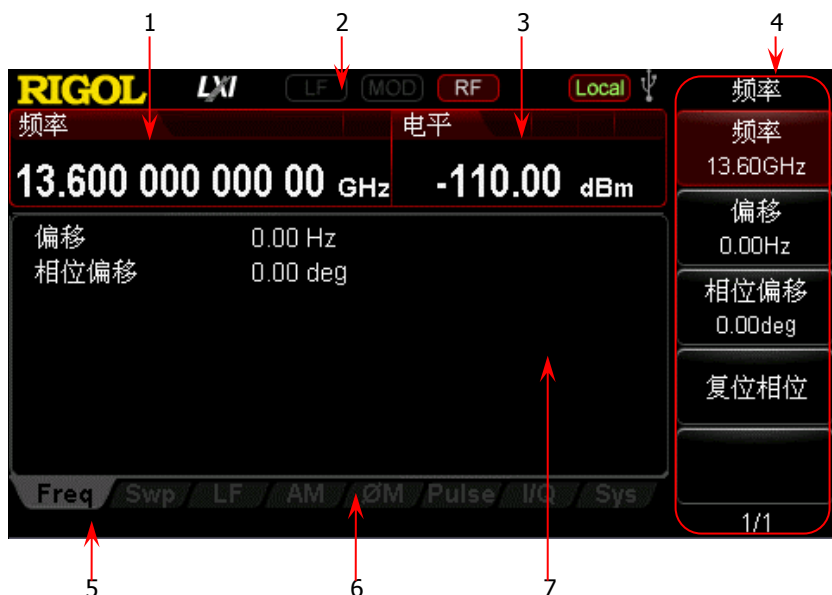 1 2 3 4
RIGOL LXI LF MOD RF Local
频率 电平
13.600 000 000 00 GHz -110.00 dBm
偏移 0.00 Hz
相位偏移 0.00 deg
频率
频率
13.60GHz
偏移
0.00Hz
相位偏移
0.00deg
复位相位
1/1
Freq Swp LF AM ØM Pulse I/Q Sys
5 6 7